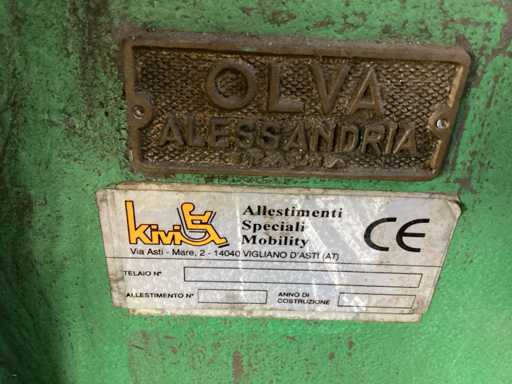 OLVA
ALESSANDRIA
kivi
Allestimenti
Speciali
Mobility
CE
Via Asti - Mare, 2 - 14040 VIGLIANO D'ASTI (AT)
TELAIO N°
ALLESTIMENTO N°
ANNO DI
COSTRUZIONE